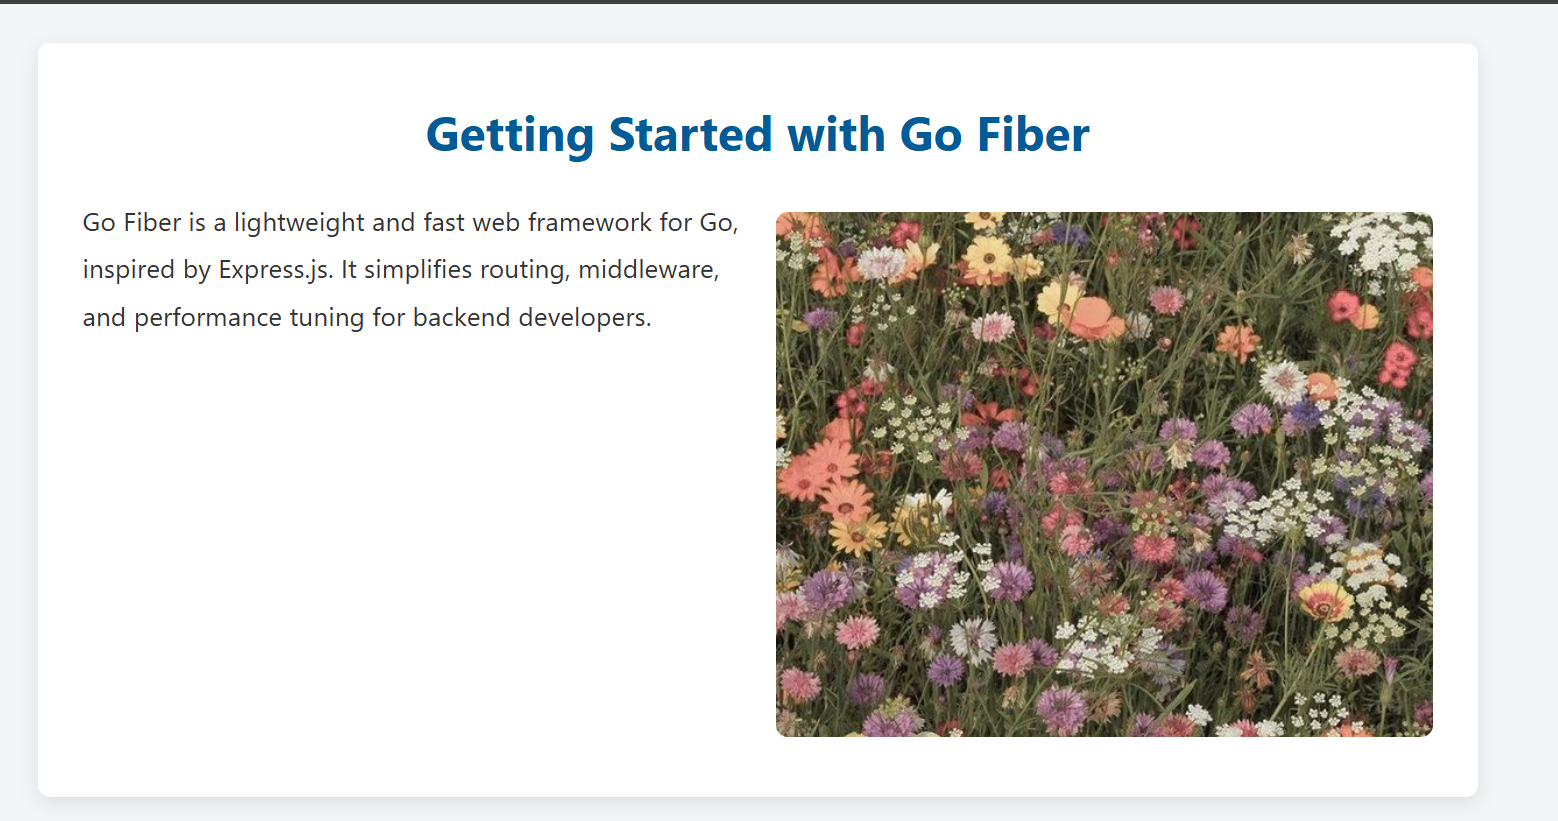 Getting Started with Go Fiber
Go Fiber is a lightweight and fast web framework for Go,
inspired by Express.js. It simplifies routing, middleware,
and performance tuning for backend developers.